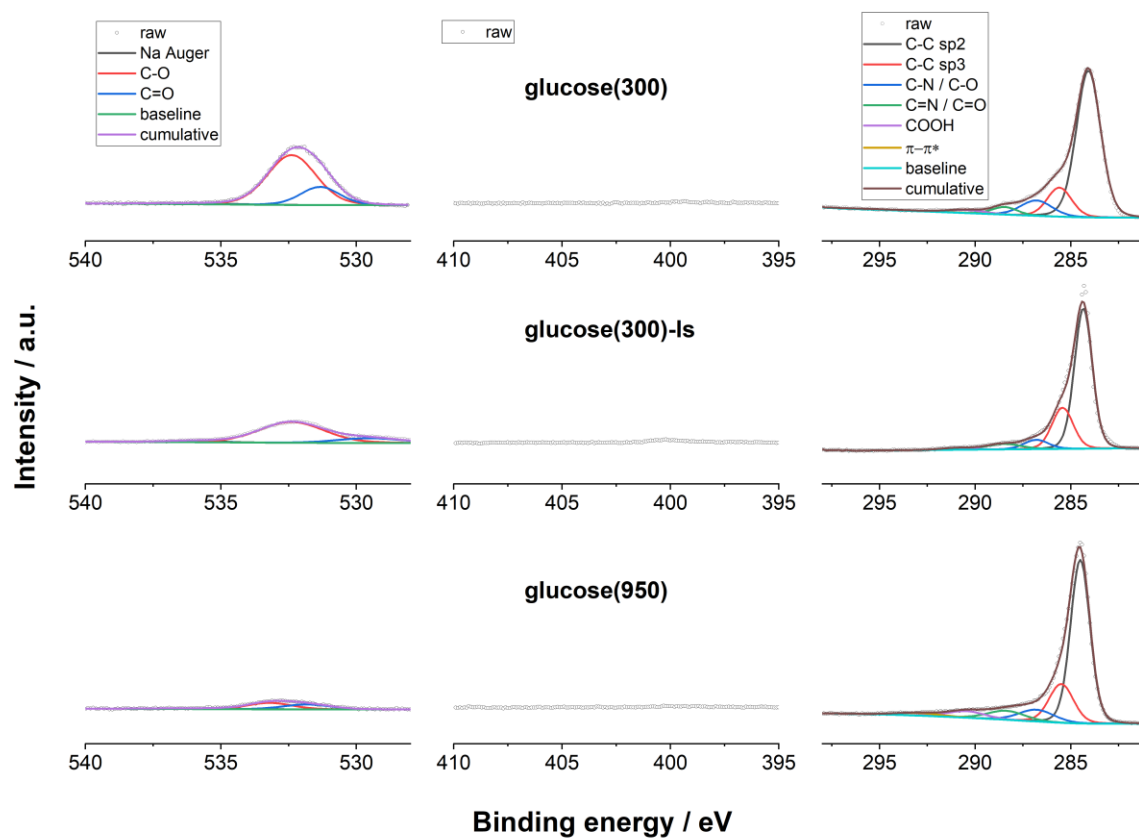 raw
Na Auger
C-O
C=O
baseline
cumulative
raw
raw
C-C sp2
C-C sp3
C-N / C-O
C=N / C=O
COOH
π−π*
baseline
cumulative
glucose(300)
540 535 530
410 405 400 395
295 290 285
glucose(300)-ls
540 535 530
410 405 400 395
295 290 285
glucose(950)
540 535 530
410 405 400 395
295 290 285
Intensity / a.u.
Binding energy / eV